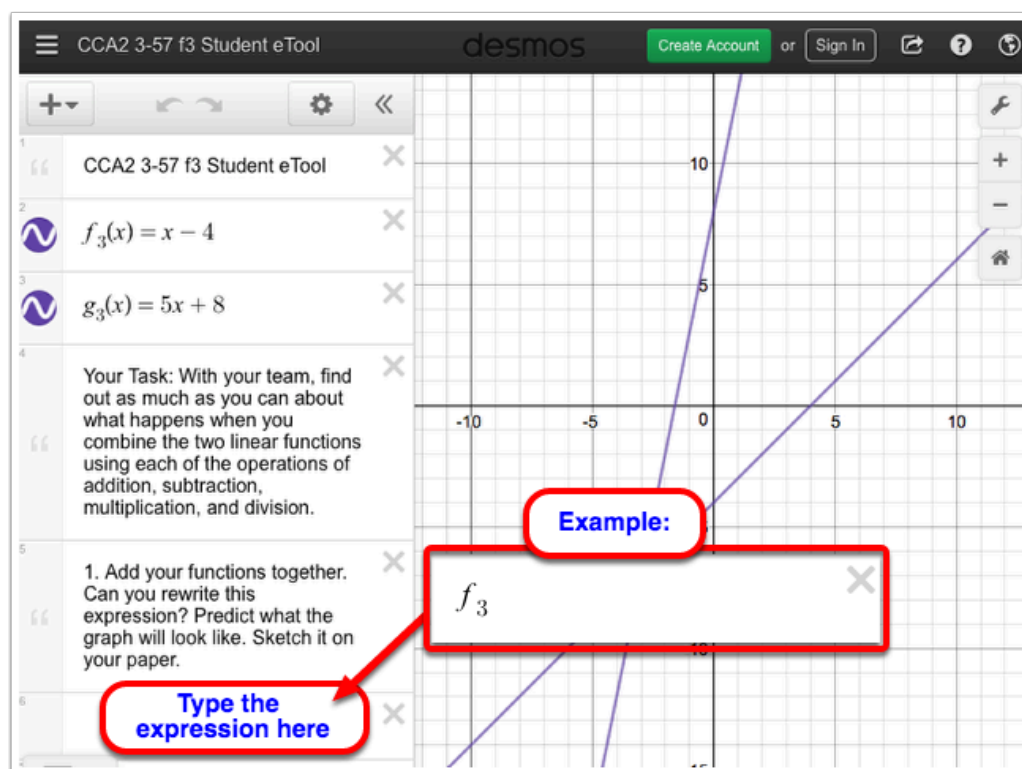 CCA2 3-57 f3 Student eTool
desmos
Create Account or Sign In
1
CCA2 3-57 f3 Student eTool
2
f₃(x) = x − 4
3
g₃(x) = 5x + 8
4
Your Task: With your team, find
out as much as you can about
what happens when you
combine the two linear functions
using each of the operations of
addition, subtraction,
multiplication, and division.
5
1. Add your functions together.
Can you rewrite this
expression? Predict what the
graph will look like. Sketch it on
your paper.
6
Type the
expression here
10
5
-10 -5 0 5 10
Example:
f₃